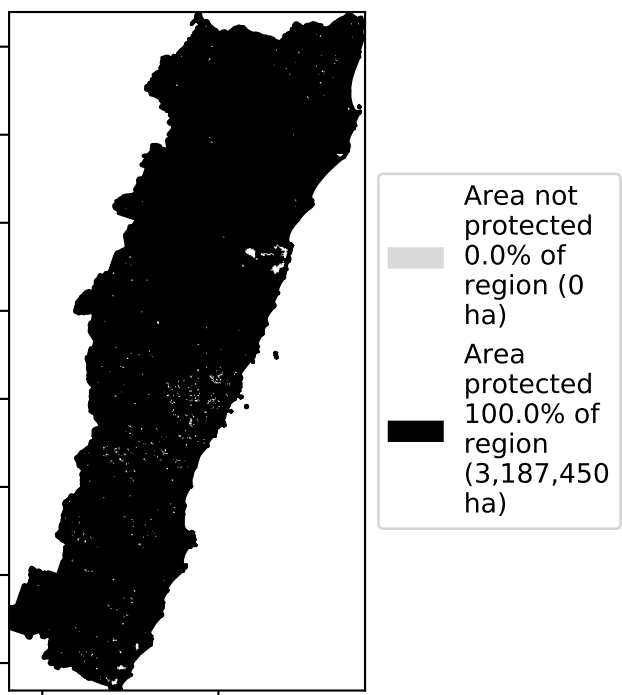 Area not
protected
0.0% of
region (0
ha)
Area
protected
100.0% of
region
(3,187,450
ha)